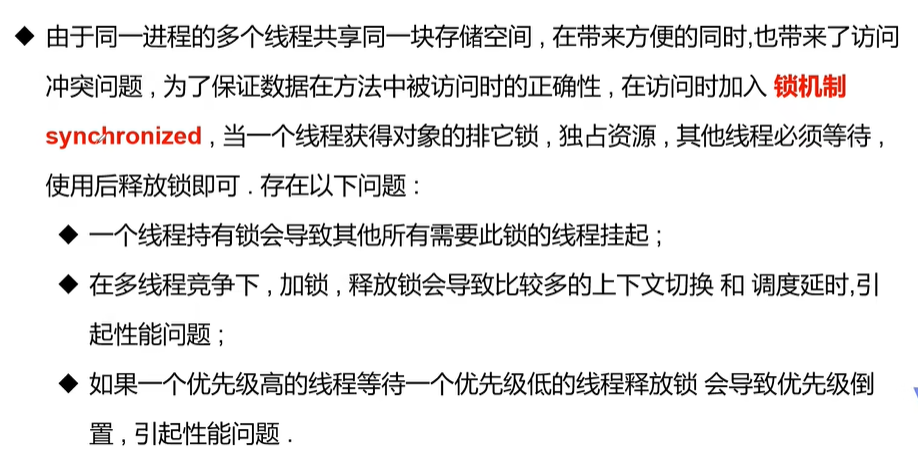 ◆ 由于同一进程的多个线程共享同一块存储空间 , 在带来方便的同时,也带来了访问
冲突问题 , 为了保证数据在方法中被访问时的正确性 , 在访问时加入 锁机制
synchronized , 当一个线程获得对象的排它锁 , 独占资源 , 其他线程必须等待 ,
使用后释放锁即可 . 存在以下问题 :
◆ 一个线程持有锁会导致其他所有需要此锁的线程挂起 ;
◆ 在多线程竞争下 , 加锁 , 释放锁会导致比较多的上下文切换 和 调度延时,引
起性能问题 ;
◆ 如果一个优先级高的线程等待一个优先级低的线程释放锁 会导致优先级倒
置 , 引起性能问题 .